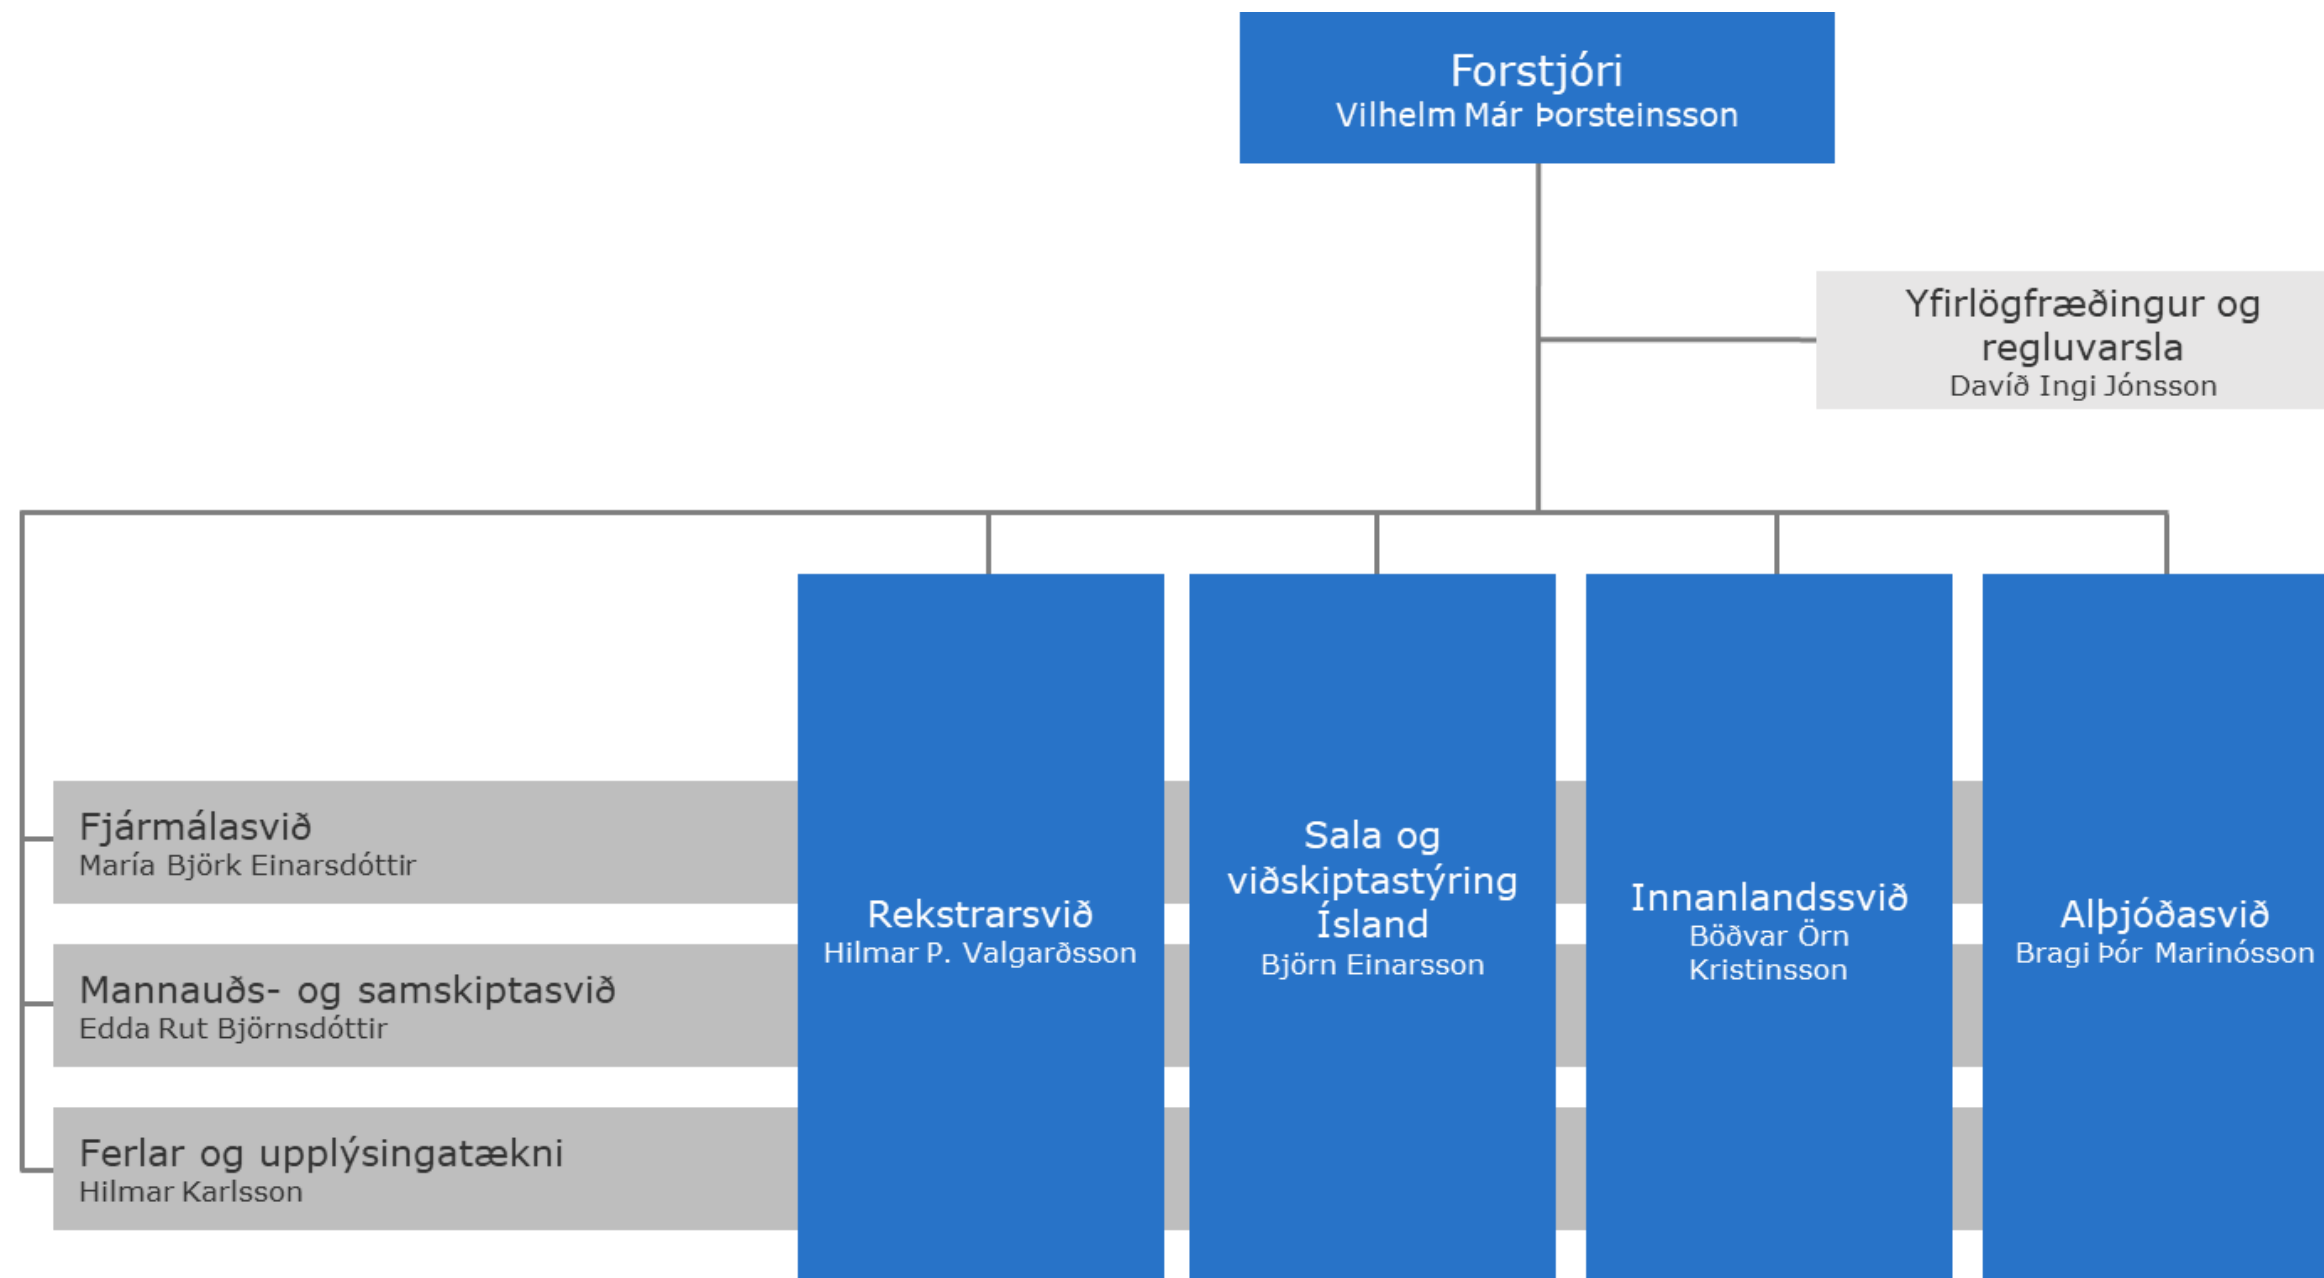 Forstjóri
Vilhelm Már Þorsteinsson
Yfirlögfræðingur og
regluvarsla
Davíð Ingi Jónsson
Fjármálasvið
María Björk Einarsdóttir
Mannauðs- og samskiptasvið
Edda Rut Björnsdóttir
Ferlar og upplýsingatækni
Hilmar Karlsson
Rekstrarsvið
Hilmar P. Valgarðsson
Sala og
viðskiptastýring
Ísland
Björn Einarsson
Innanlandssvið
Böðvar Örn
Kristinsson
Alþjóðasvið
Bragi Þór Marinósson